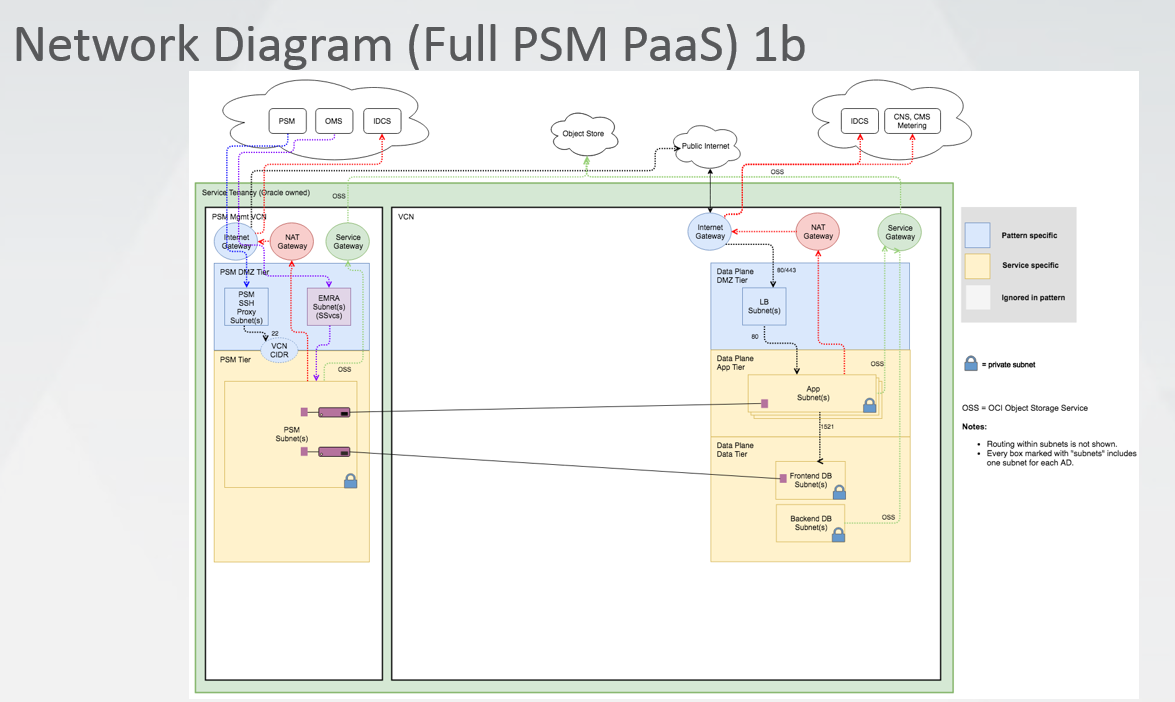 Network Diagram (Full PSM PaaS) 1b
PSM
OMS
IDCS
Object Store
Public Internet
IDCS
CNS, CMS
Metering
OSS
Service Tenancy (Oracle owned)
OSS
PSM Mgmt VCN
VCN
Internet
Gateway
NAT
Gateway
Service
Gateway
Internet
Gateway
NAT
Gateway
Service
Gateway
Pattern specific
Service specific
Ignored in pattern
PSM DMZ Tier
PSM
SSH
Proxy
Subnet(s)
EMRA
Subnet(s)
(SSvcs)
22
VCN
CIDR
Data Plane
DMZ Tier
80/443
LB
Subnet(s)
80
PSM Tier
OSS
PSM
Subnet(s)
Data Plane
App Tier
OSS
App
Subnet(s)
1521
Data Plane
Data Tier
Frontend DB
Subnet(s)
Backend DB
Subnet(s)
OSS
= private subnet
OSS = OCI Object Storage Service
Notes:
• Routing within subnets is not shown.
• Every box marked with "subnets" includes
one subnet for each AD.